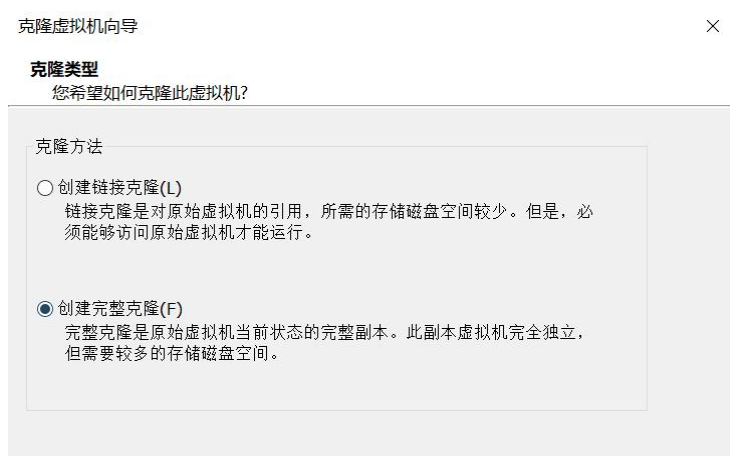 克隆虚拟机向导
克隆类型
您希望如何克隆此虚拟机?
克隆方法
创建链接克隆(L)
链接克隆是对原始虚拟机的引用，所需的存储磁盘空间较少。但是，必
须能够访问原始虚拟机才能运行。
创建完整克隆(F)
完整克隆是原始虚拟机当前状态的完整副本。此副本虚拟机完全独立，
但需要较多的存储磁盘空间。